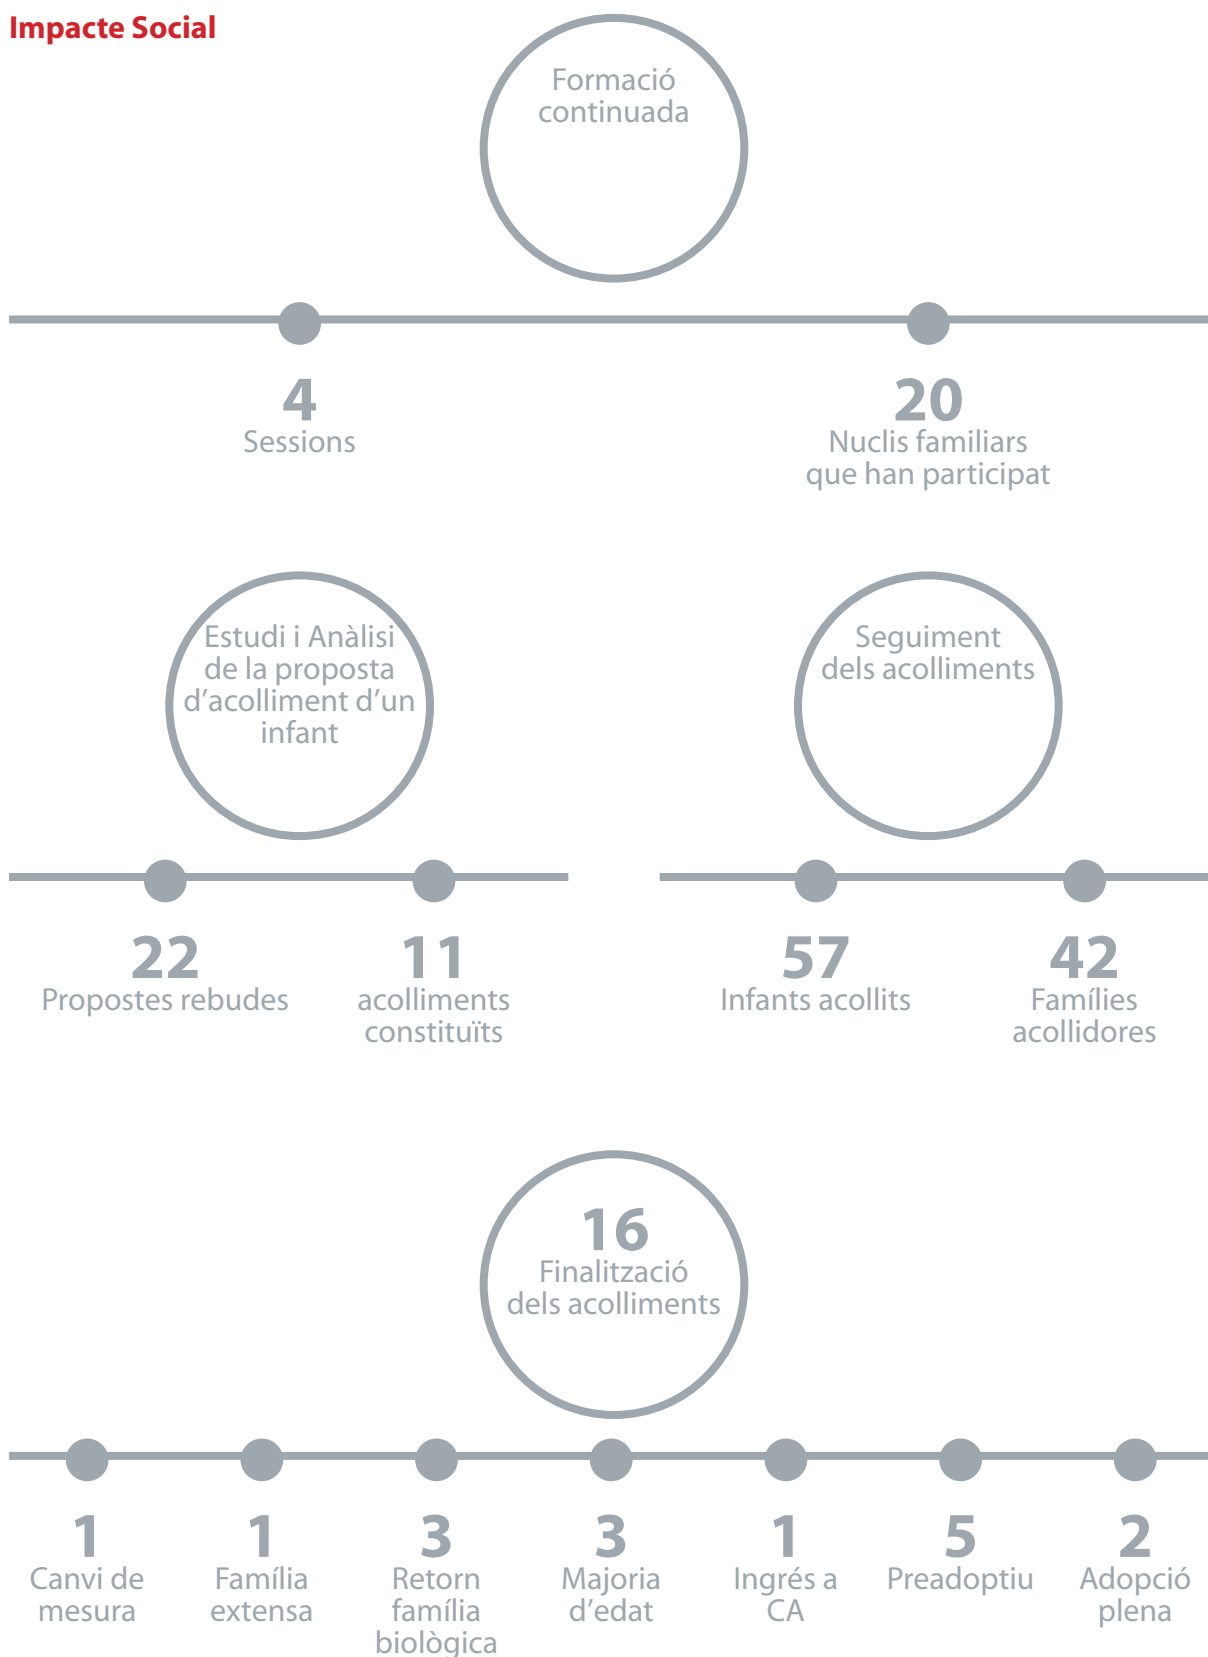 Impacte Social
Formació
continuada
4
Sessions
20
Nuclis familiars
que han participat
Estudi i Anàlisi
de la proposta
d'acolliment d'un
infant
22
Propostes rebudes
11
acolliments
constituïts
Seguiment
dels acolliments
57
Infants acollits
42
Famílies
acollidores
16
Finalització
dels acolliments
1
Canvi de
mesura
1
Família
extensa
3
Retorn
família
biològica
3
Majoria
d'edat
1
Ingrés a
CA
5
Preadoptiu
2
Adopció
plena